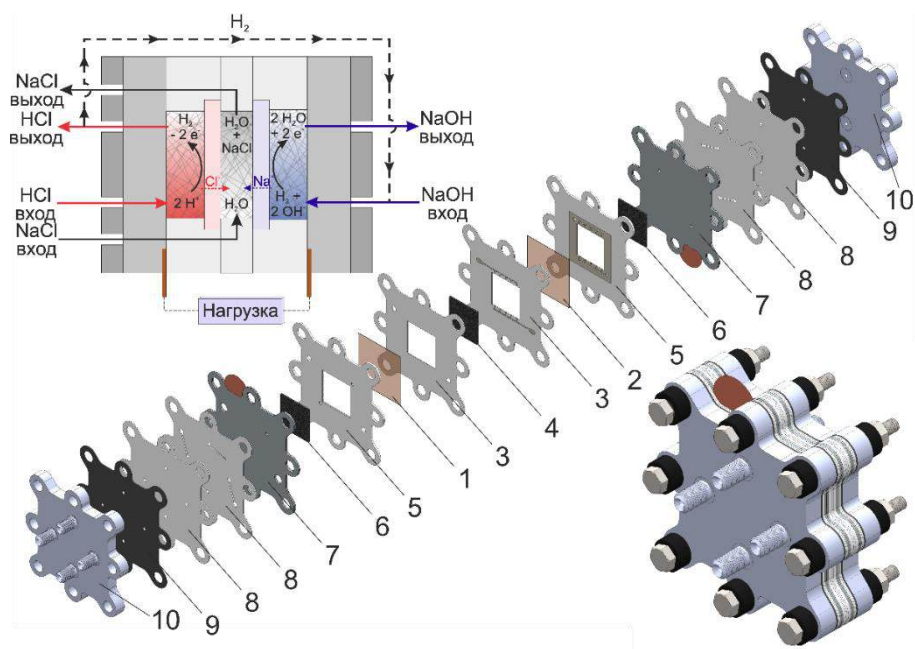 H2
NaCl
выход
HCl
выход
HCl
вход
NaCl
вход
H2
- 2 e-
2 H+
Cl-
H2O
+
NaCl
H2O
Na+
2 H2O
+ 2 e-
H2 +
2 OH-
NaOH
выход
NaOH
вход
Нагрузка
10
9
8
8
7
6
5
2
3
4
3
1
5
6
7
8
8
9
10